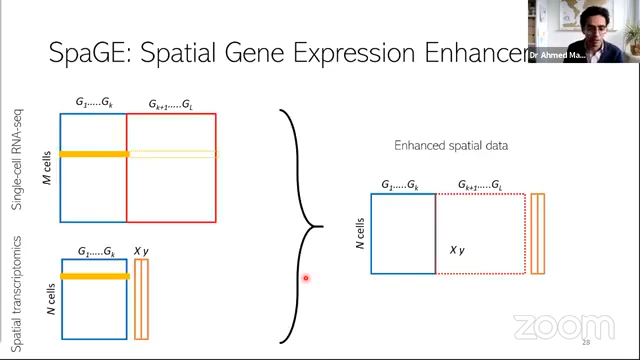 SpaGE: Spatial Gene Expression Enhancer
Dr Ahmed Ma...
Single-cell RNA-seq
M cells
G1.....Gk
Gk+1.....GL
Spatial transcriptomics
N cells
G1.....Gk
X y
Enhanced spatial data
N cells
G1.....Gk
Gk+1.....GL
X y
zoom
28